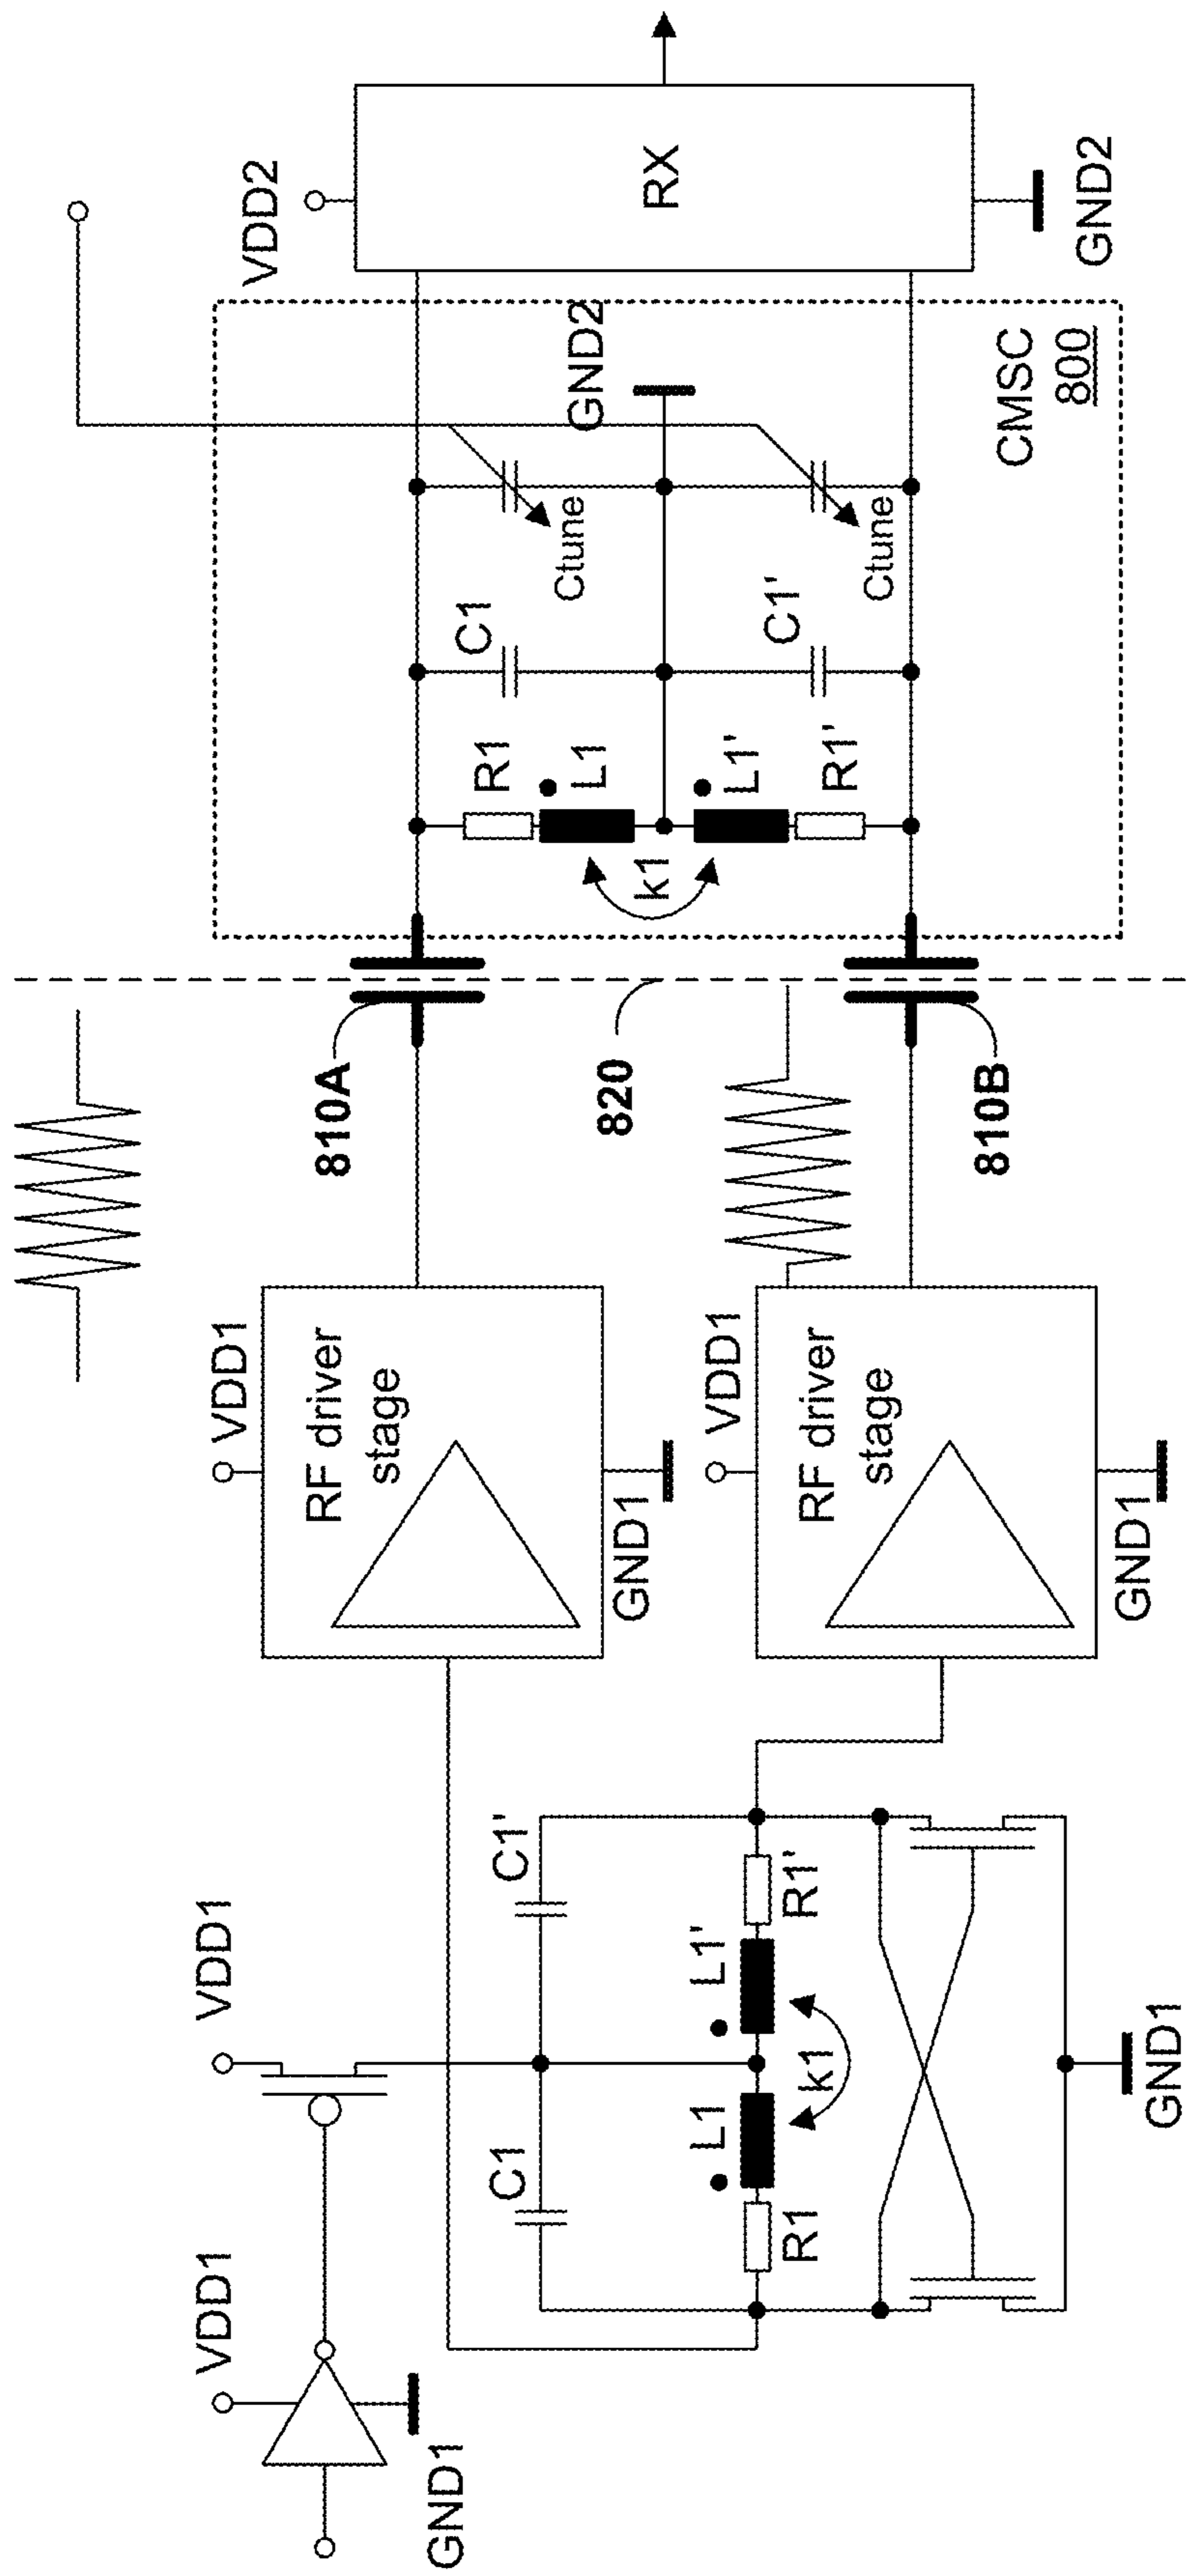 VDD1
GND1
VDD1
C1
C1'
L1
L1'
R1
R1'
k1
GND1
VDD1
RF driver
stage
GND1
VDD1
RF driver
stage
GND1
810A
820
810B
R1
L1
k1
L1'
R1'
C1
C1'
Ctune
Ctune
GND2
CMSC
800
VDD2
RX
GND2